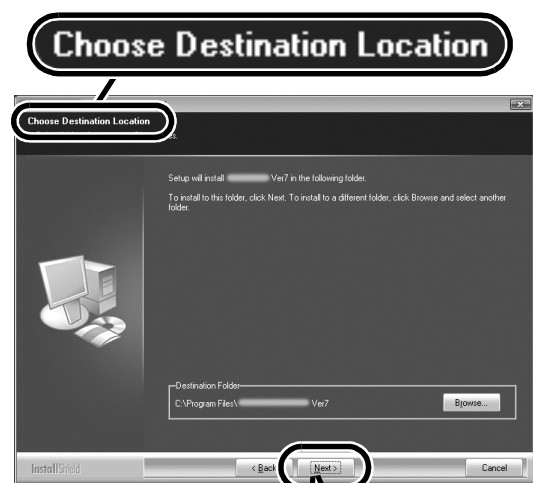 Choose Destination Location
Choose Destination Location
es.
Setup will install Ver7 in the following folder.
To install to this folder, click Next. To install to a different folder, click Browse and select another
folder.
Destination Folder
C:\Program Files\ Ver7
Browse...
InstallShield
< Back
Next >
Cancel